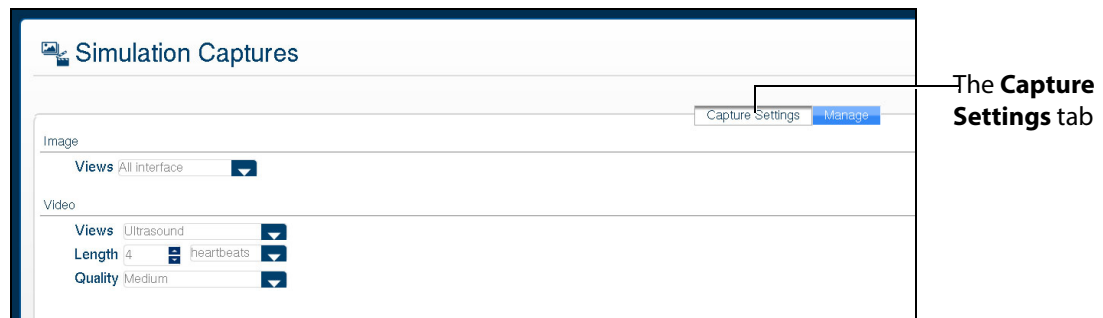 Simulation Captures
The Capture
Settings tab
Capture Settings Manage
Image
Views All interface
Video
Views Ultrasound
Length 4 heartbeats
Quality Medium